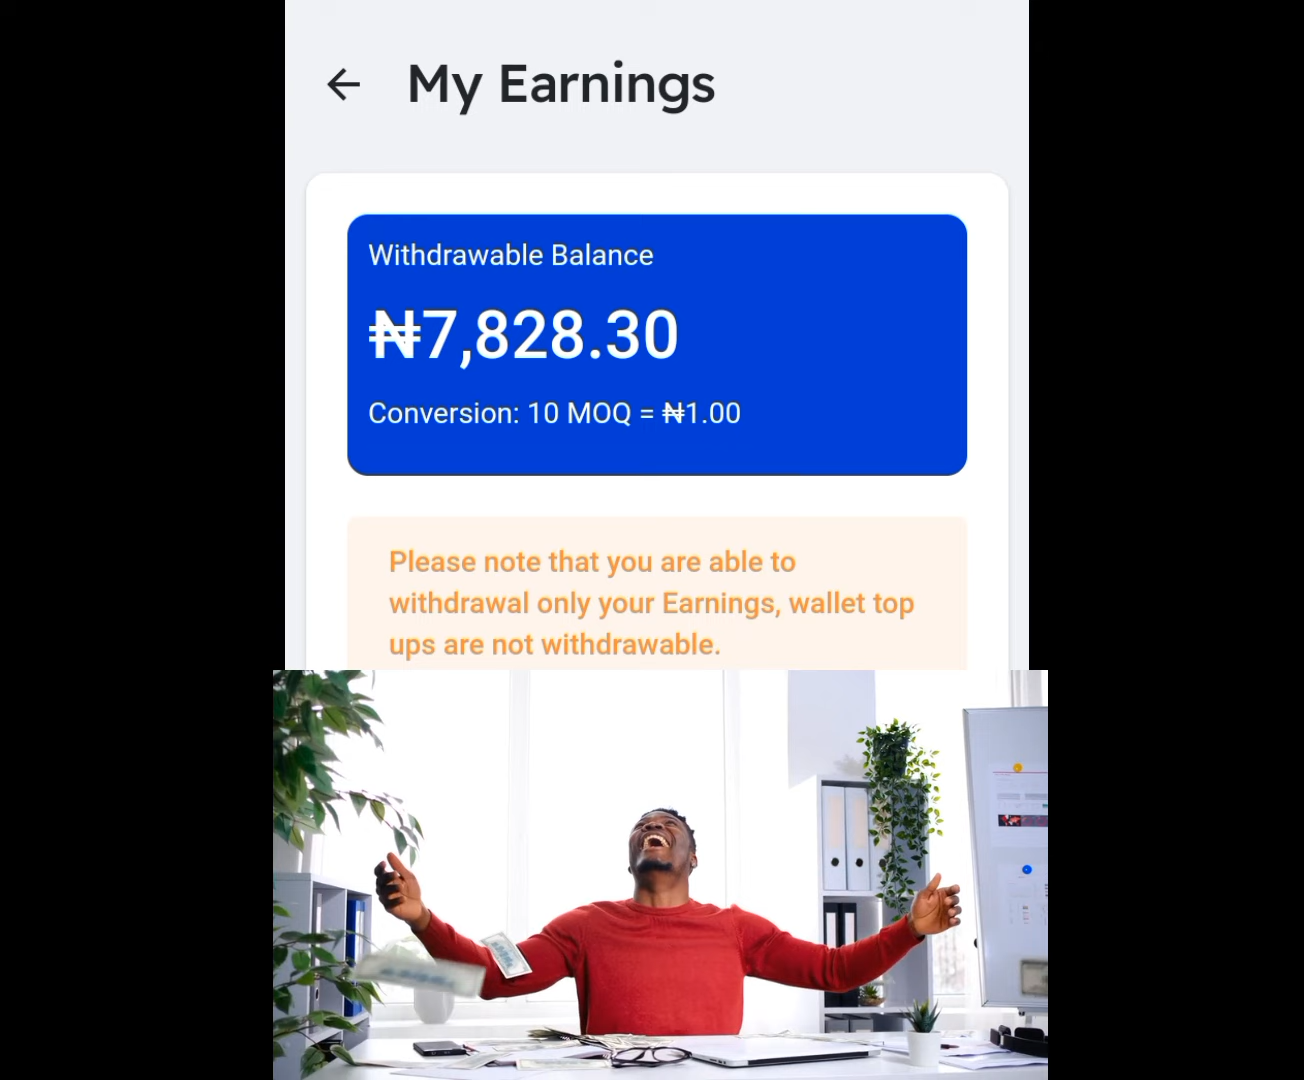 My Earnings
Withdrawable Balance
₦7,828.30
Conversion: 10 MOQ = ₦1.00
Please note that you are able to
withdrawal only your Earnings, wallet top
ups are not withdrawable.